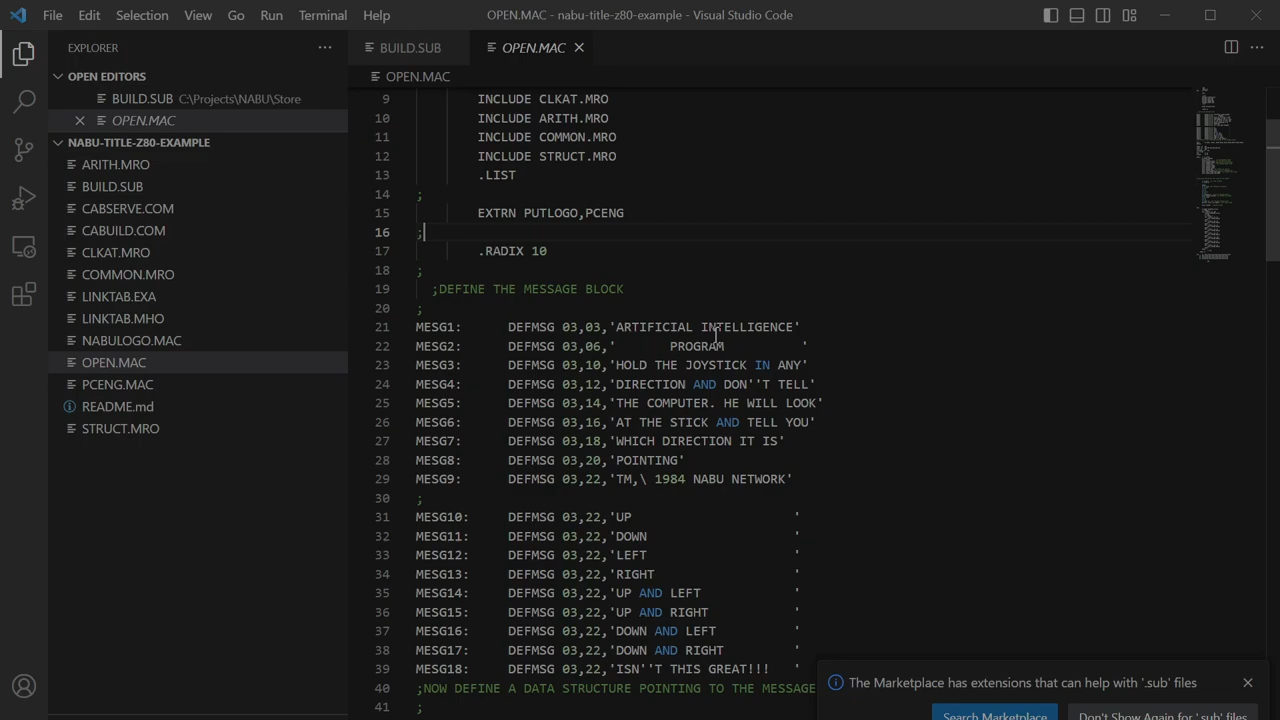 File Edit Selection View Go Run Terminal Help OPEN.MAC - nabu-title-z80-example - Visual Studio Code
EXPLORER ···
OPEN EDITORS
BUILD.SUB C:\Projects\NABU\Store
OPEN.MAC
NABU-TITLE-Z80-EXAMPLE
ARITH.MRO
BUILD.SUB
CABSERVE.COM
CABUILD.COM
CLKAT.MRO
COMMON.MRO
LINKTAB.EXA
LINKTAB.MHO
NABULOGO.MAC
OPEN.MAC
PCENG.MAC
README.md
STRUCT.MRO
BUILD.SUB OPEN.MAC
OPEN.MAC
9 INCLUDE CLKAT.MRO
10 INCLUDE ARITH.MRO
11 INCLUDE COMMON.MRO
12 INCLUDE STRUCT.MRO
13 .LIST
14 ;
15 EXTRN PUTLOGO,PCENG
16 ;
17 .RADIX 10
18 ;
19 ;DEFINE THE MESSAGE BLOCK
20 ;
21 MESG1: DEFMSG 03,03,'ARTIFICIAL INTELLIGENCE'
22 MESG2: DEFMSG 03,06,'       PROGRAM          '
23 MESG3: DEFMSG 03,10,'HOLD THE JOYSTICK IN ANY'
24 MESG4: DEFMSG 03,12,'DIRECTION AND DON''T TELL'
25 MESG5: DEFMSG 03,14,'THE COMPUTER. HE WILL LOOK'
26 MESG6: DEFMSG 03,16,'AT THE STICK AND TELL YOU'
27 MESG7: DEFMSG 03,18,'WHICH DIRECTION IT IS'
28 MESG8: DEFMSG 03,20,'POINTING'
29 MESG9: DEFMSG 03,22,'TM,\ 1984 NABU NETWORK'
30 ;
31 MESG10: DEFMSG 03,22,'UP                     '
32 MESG11: DEFMSG 03,22,'DOWN                   '
33 MESG12: DEFMSG 03,22,'LEFT                   '
34 MESG13: DEFMSG 03,22,'RIGHT                  '
35 MESG14: DEFMSG 03,22,'UP AND LEFT            '
36 MESG15: DEFMSG 03,22,'UP AND RIGHT           '
37 MESG16: DEFMSG 03,22,'DOWN AND LEFT          '
38 MESG17: DEFMSG 03,22,'DOWN AND RIGHT         '
39 MESG18: DEFMSG 03,22,'ISN''T THIS GREAT!!!   '
40 ;NOW DEFINE A DATA STRUCTURE POINTING TO THE MESSAGE
41 ;
The Marketplace has extensions that can help with '.sub' files
Search Marketplace Don't Show Again for '.sub' files